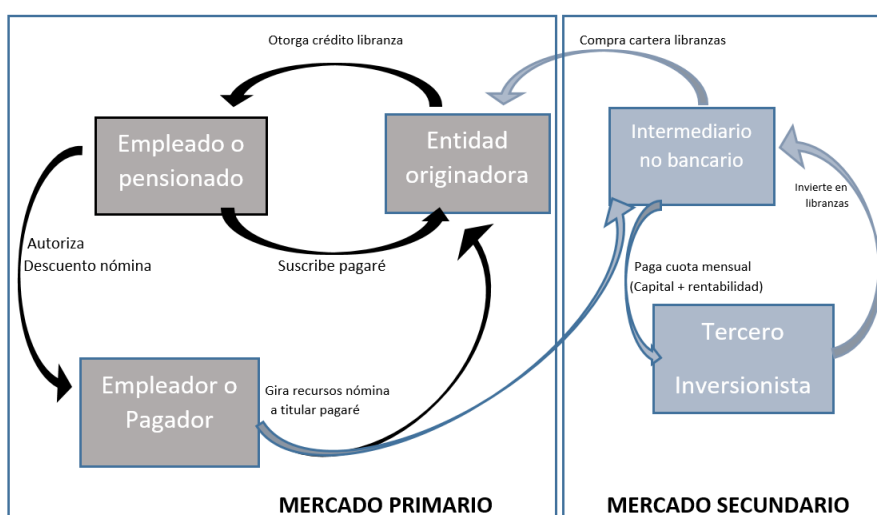 Otorga crédito libranza
Compra cartera libranzas
Empleado o
pensionado
Entidad
originadora
Intermediario
no bancario
Invierte en
libranzas
Autoriza
Descuento nómina
Suscribe pagaré
Paga cuota mensual
(Capital + rentabilidad)
Tercero
Inversionista
Empleador o
Pagador
Gira recursos nómina
a titular pagaré
MERCADO PRIMARIO
MERCADO SECUNDARIO